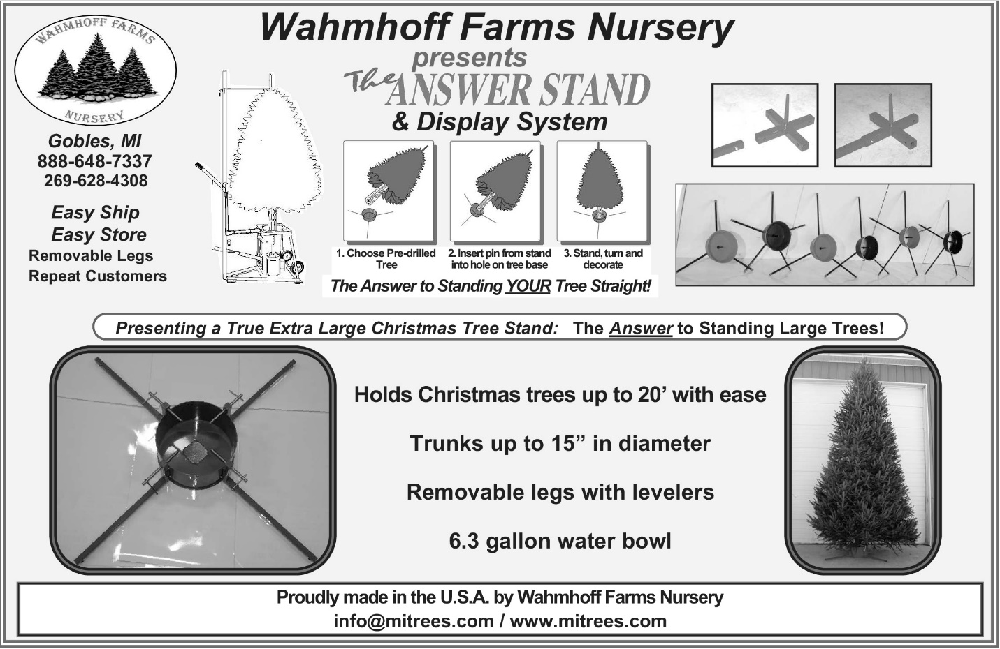 WAHMHOFF FARMS
NURSERY
Wahmhoff Farms Nursery
presents
The ANSWER STAND
& Display System
Gobles, MI
888-648-7337
269-628-4308
Easy Ship
Easy Store
Removable Legs
Repeat Customers
1. Choose Pre-drilled
Tree
2. Insert pin from stand
into hole on tree base
3. Stand, turn and
decorate
The Answer to Standing YOUR Tree Straight!
Presenting a True Extra Large Christmas Tree Stand: The Answer to Standing Large Trees!
Holds Christmas trees up to 20’ with ease
Trunks up to 15” in diameter
Removable legs with levelers
6.3 gallon water bowl
Proudly made in the U.S.A. by Wahmhoff Farms Nursery
info@mitrees.com / www.mitrees.com